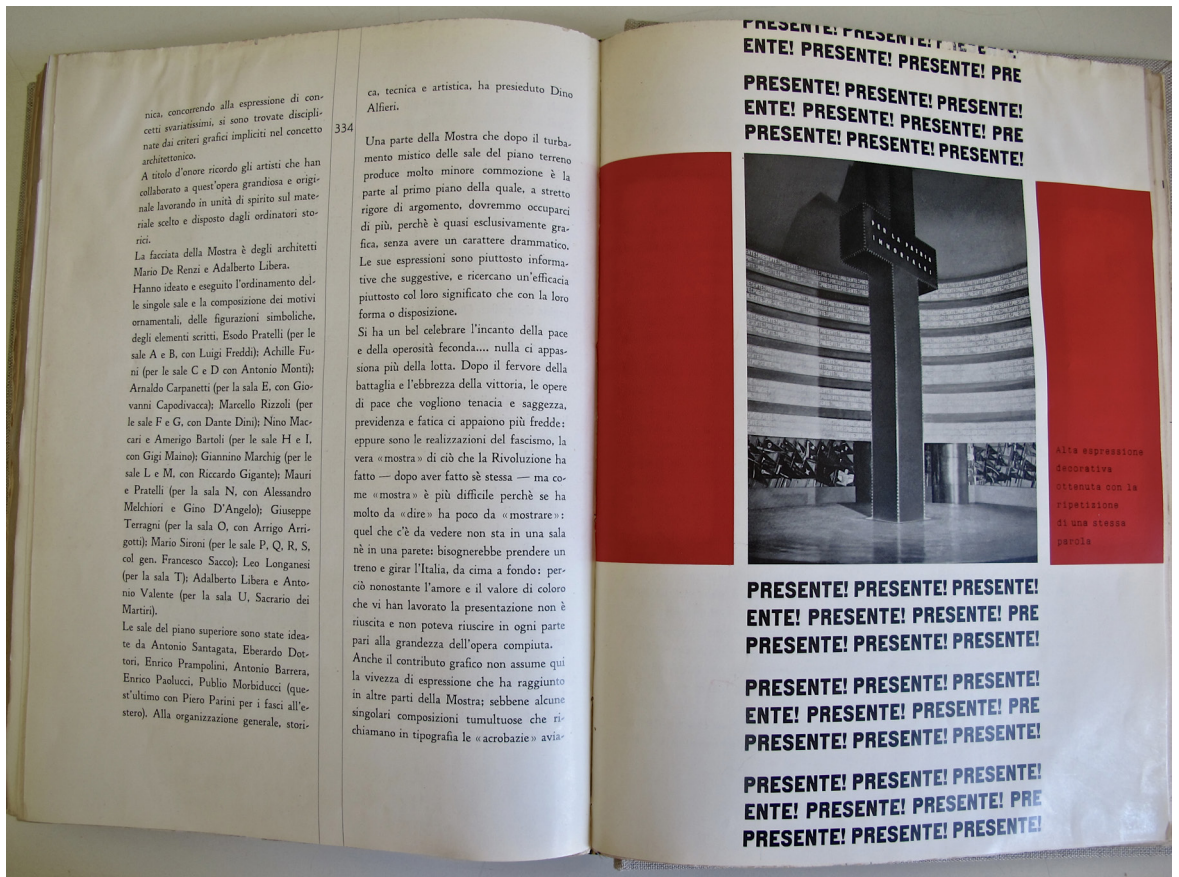 nica, concorrendo alla espressione di con-
cetti svariatissimi, si sono trovate discipli-
nate dai criteri grafici impliciti nel concetto
architettonico.
A titolo d'onore ricordo gli artisti che han
collaborato a quest'opera grandiosa e origi-
nale lavorando in unità di spirito sul mate-
riale scelto e disposto dagli ordinatori sto-
rici.
La facciata della Mostra è degli architetti
Mario De Renzi e Adalberto Libera.
Hanno ideato e eseguito l'ordinamento del-
le singole sale e la composizione dei motivi
ornamentali, delle figurazioni simboliche,
degli elementi scritti, Esodo Pratelli (per le
sale A e B, con Luigi Freddi); Achille Fu-
ni (per le sale C e D con Antonio Monti);
Arnaldo Carpanetti (per la sala E, con Gio-
vanni Capodivacca); Marcello Rizzoli (per
le sale F e G, con Dante Dini); Nino Mac-
cari e Amerigo Bartoli (per le sale H e I,
con Gigi Maino); Giannino Marchig (per le
sale L e M, con Riccardo Gigante); Mauri
e Pratelli (per la sala N, con Alessandro
Melchiori e Gino D'Angelo); Giuseppe
Terragni (per la sala O, con Arrigo Arri-
gotti); Mario Sironi (per le sale P, Q, R, S,
col gen. Francesco Sacco); Leo Longanesi
(per la sala T); Adalberto Libera e Anto-
nio Valente (per la sala U, Sacrario dei
Martiri).
Le sale del piano superiore sono state idea-
te da Antonio Santagata, Eberardo Dot-
tori, Enrico Prampolini, Antonio Barrera,
Enrico Paolucci, Publio Morbiducci (que-
st'ultimo con Piero Parini per i fasci all'e-
stero). Alla organizzazione generale, stori-
334
ca, tecnica e artistica, ha presieduto Dino
Alfieri.
Una parte della Mostra che dopo il turba-
mento mistico delle sale del piano terreno
produce molto minore commozione è la
parte al primo piano della quale, a stretto
rigore di argomento, dovremmo occuparci
di più, perchè è quasi esclusivamente gra-
fica, senza avere un carattere drammatico.
Le sue espressioni sono piuttosto informa-
tive che suggestive, e ricercano un'efficacia
piuttosto col loro significato che con la loro
forma o disposizione.
Si ha un bel celebrare l'incanto della pace
e della operosità feconda.... nulla ci appas-
siona più della lotta. Dopo il fervore della
battaglia e l'ebbrezza della vittoria, le opere
di pace che vogliono tenacia e saggezza,
previdenza e fatica ci appaiono più fredde:
eppure sono le realizzazioni del fascismo, la
vera «mostra» di ciò che la Rivoluzione ha
fatto — dopo aver fatto sè stessa — ma co-
me «mostra» è più difficile perchè se ha
molto da «dire» ha poco da «mostrare»:
quel che c'è da vedere non sta in una sala
nè in una parete: bisognerebbe prendere un
treno e girar l'Italia, da cima a fondo: per-
ciò nonostante l'amore e il valore di coloro
che vi han lavorato la presentazione non è
riuscita e non poteva riuscire in ogni parte
pari alla grandezza dell'opera compiuta.
Anche il contributo grafico non assume qui
la vivezza di espressione che ha raggiunto
in altre parti della Mostra; sebbene alcune
singolari composizioni tumultuose che ri-
chiamano in tipografia le «acrobazie» avia-
PRESENTE! PRESENTE!
ENTE! PRESENTE! PRESENTE! PRE
PRESENTE! PRESENTE! PRESENTE!
ENTE! PRESENTE! PRESENTE! PRE
PRESENTE! PRESENTE! PRESENTE!
PER LA PATRIA
IMMORTALE
Alta espressione
decorativa
ottenuta con la
ripetizione
di una stessa
parola
PRESENTE! PRESENTE! PRESENTE!
ENTE! PRESENTE! PRESENTE! PRE
PRESENTE! PRESENTE! PRESENTE!
PRESENTE! PRESENTE! PRESENTE!
ENTE! PRESENTE! PRESENTE! PRE
PRESENTE! PRESENTE! PRESENTE!
PRESENTE! PRESENTE! PRESENTE!
ENTE! PRESENTE! PRESENTE! PRE
PRESENTE! PRESENTE! PRESENTE!